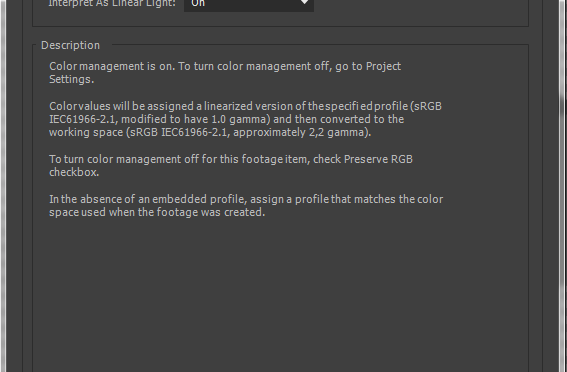 Interpret As Linear Light: On
Description
Color management is on. To turn color management off, go to Project
Settings.
Color values will be assigned a linearized version of the specified profile (sRGB
IEC61966-2.1, modified to have 1.0 gamma) and then converted to the
working space (sRGB IEC61966-2.1, approximately 2,2 gamma).
To turn color management off for this footage item, check Preserve RGB
checkbox.
In the absence of an embedded profile, assign a profile that matches the color
space used when the footage was created.